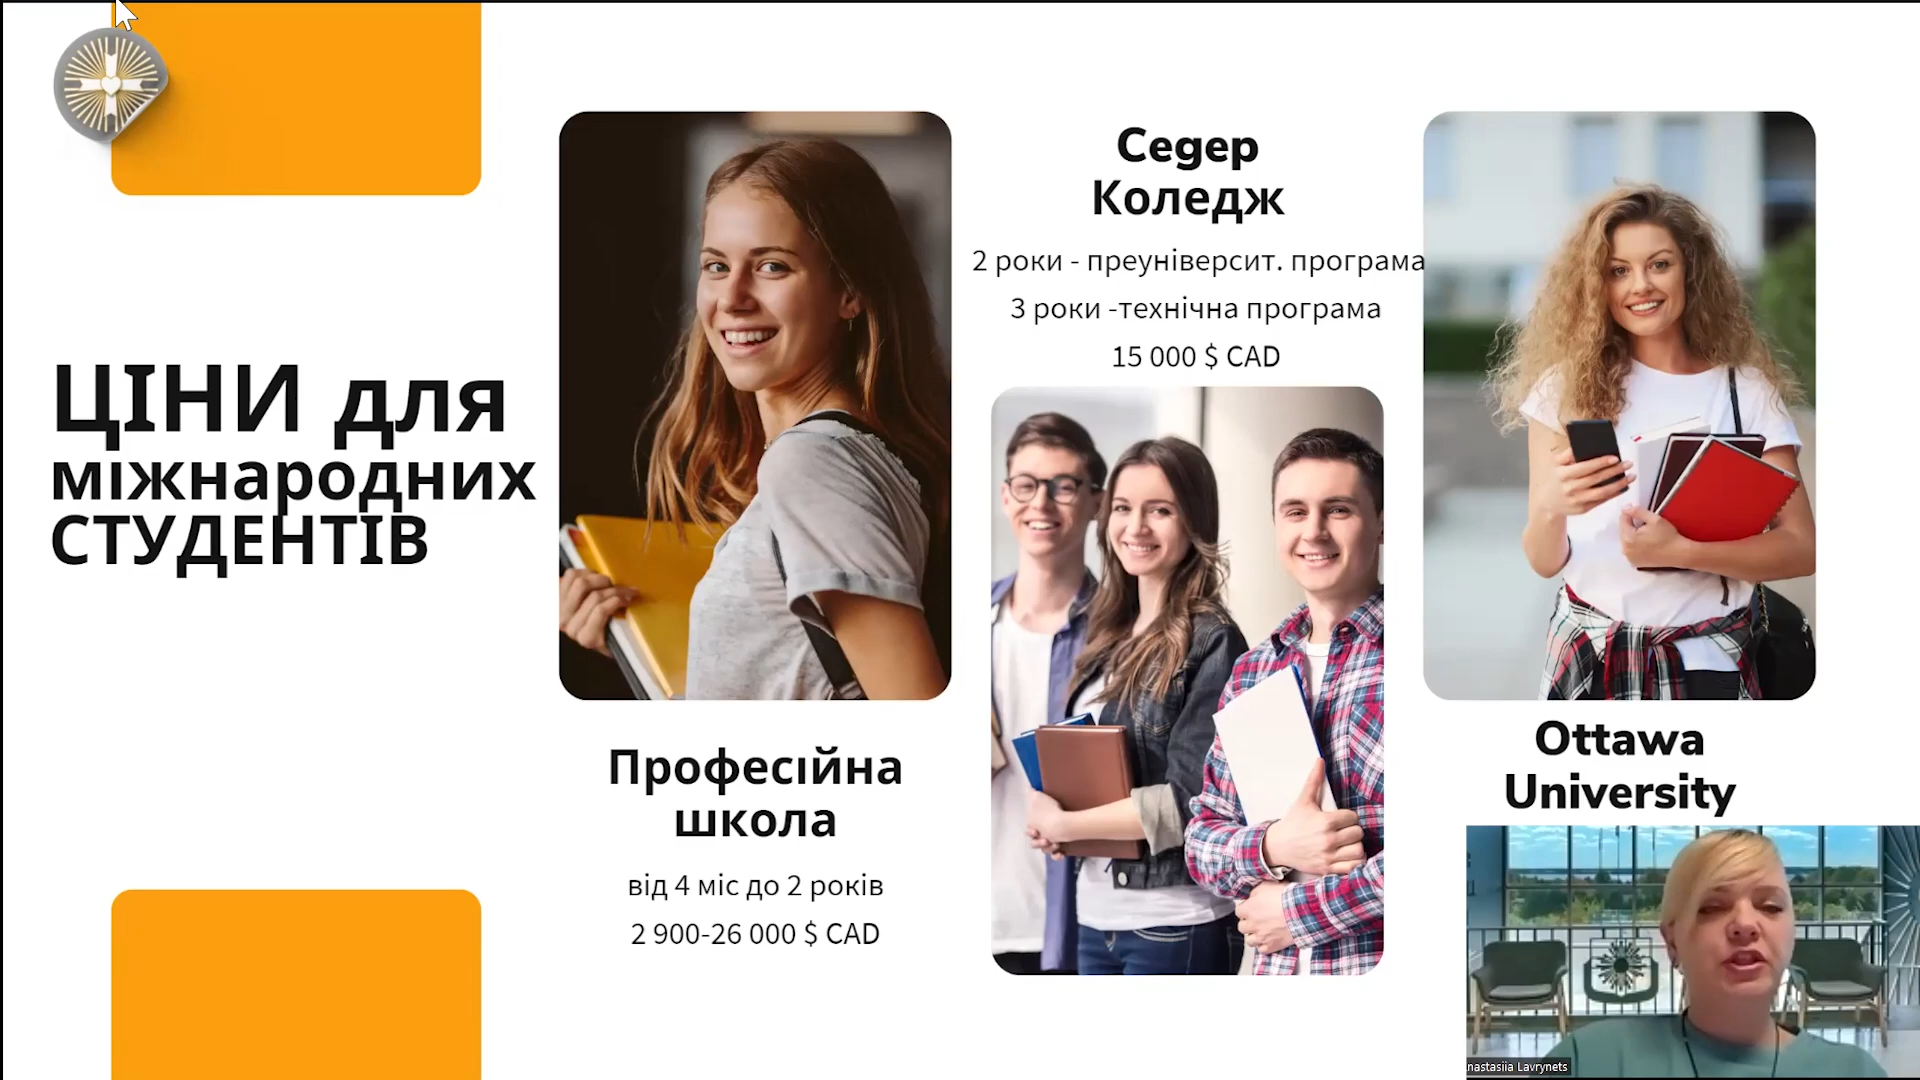 ЦІНИ для
міжнародних
СТУДЕНТІВ
Професійна
школа
від 4 міс до 2 років
2 900-26 000 $ CAD
Cegep
Коледж
2 роки - преуніверсит. програма
3 роки -технічна програма
15 000 $ CAD
Ottawa
University
nastasiia Lavrynets